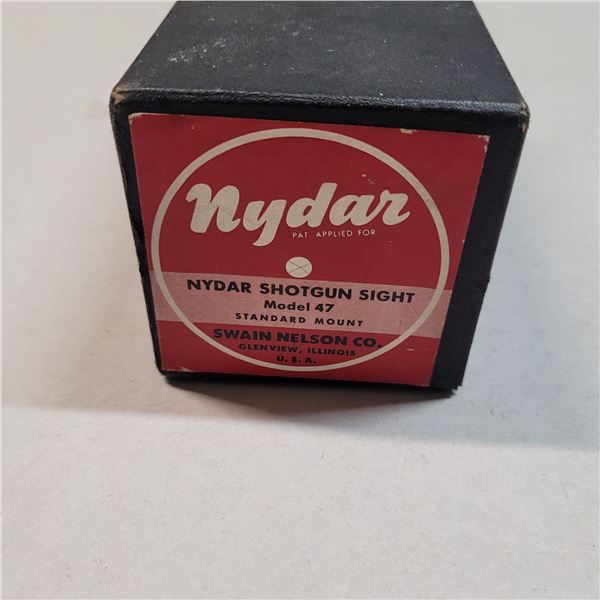 Nydar
PAT. APPLIED FOR
NYDAR SHOTGUN SIGHT
Model 47
STANDARD MOUNT
SWAIN NELSON CO.
GLENVIEW, ILLINOIS
U. S. A.